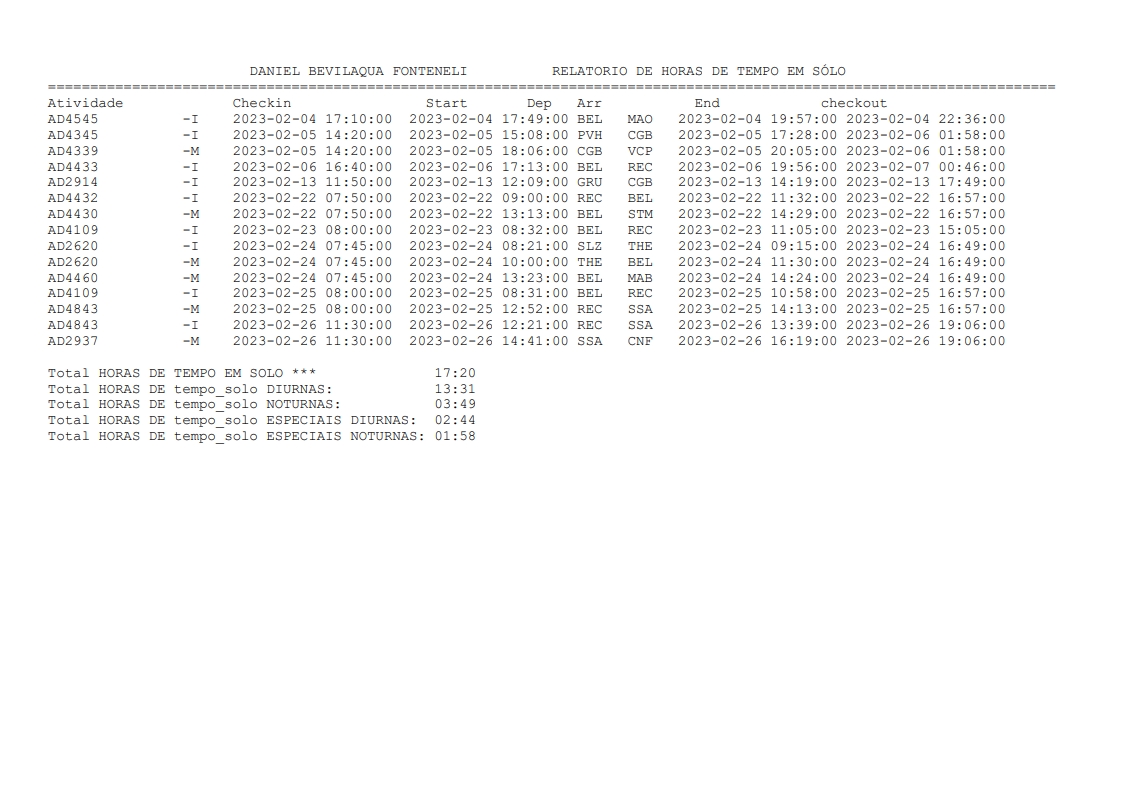 DANIEL BEVILAQUA FONTENELI          RELATORIO DE HORAS DE TEMPO EM SÓLO
========================================================================================================================
Atividade             Checkin                Start       Dep   Arr           End            checkout
AD4545          -I    2023-02-04 17:10:00  2023-02-04 17:49:00 BEL   MAO   2023-02-04 19:57:00 2023-02-04 22:36:00
AD4345          -I    2023-02-05 14:20:00  2023-02-05 15:08:00 PVH   CGB   2023-02-05 17:28:00 2023-02-06 01:58:00
AD4339          -M    2023-02-05 14:20:00  2023-02-05 18:06:00 CGB   VCP   2023-02-05 20:05:00 2023-02-06 01:58:00
AD4433          -I    2023-02-06 16:40:00  2023-02-06 17:13:00 BEL   REC   2023-02-06 19:56:00 2023-02-07 00:46:00
AD2914          -I    2023-02-13 11:50:00  2023-02-13 12:09:00 GRU   CGB   2023-02-13 14:19:00 2023-02-13 17:49:00
AD4432          -I    2023-02-22 07:50:00  2023-02-22 09:00:00 REC   BEL   2023-02-22 11:32:00 2023-02-22 16:57:00
AD4430          -M    2023-02-22 07:50:00  2023-02-22 13:13:00 BEL   STM   2023-02-22 14:29:00 2023-02-22 16:57:00
AD4109          -I    2023-02-23 08:00:00  2023-02-23 08:32:00 BEL   REC   2023-02-23 11:05:00 2023-02-23 15:05:00
AD2620          -I    2023-02-24 07:45:00  2023-02-24 08:21:00 SLZ   THE   2023-02-24 09:15:00 2023-02-24 16:49:00
AD2620          -M    2023-02-24 07:45:00  2023-02-24 10:00:00 THE   BEL   2023-02-24 11:30:00 2023-02-24 16:49:00
AD4460          -M    2023-02-24 07:45:00  2023-02-24 13:23:00 BEL   MAB   2023-02-24 14:24:00 2023-02-24 16:49:00
AD4109          -I    2023-02-25 08:00:00  2023-02-25 08:31:00 BEL   REC   2023-02-25 10:58:00 2023-02-25 16:57:00
AD4843          -M    2023-02-25 08:00:00  2023-02-25 12:52:00 REC   SSA   2023-02-25 14:13:00 2023-02-25 16:57:00
AD4843          -I    2023-02-26 11:30:00  2023-02-26 12:21:00 REC   SSA   2023-02-26 13:39:00 2023-02-26 19:06:00
AD2937          -M    2023-02-26 11:30:00  2023-02-26 14:41:00 SSA   CNF   2023-02-26 16:19:00 2023-02-26 19:06:00
Total HORAS DE TEMPO EM SOLO ***              17:20
Total HORAS DE tempo_solo DIURNAS:            13:31
Total HORAS DE tempo_solo NOTURNAS:           03:49
Total HORAS DE tempo_solo ESPECIAIS DIURNAS:  02:44
Total HORAS DE tempo_solo ESPECIAIS NOTURNAS: 01:58